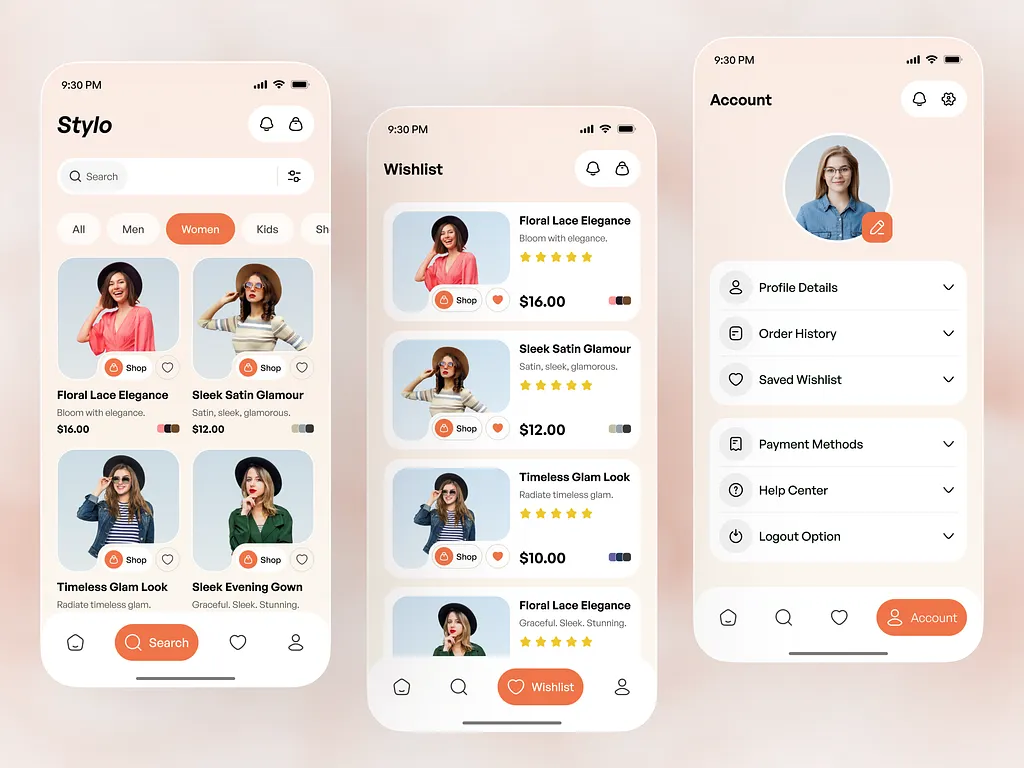 9:30 PM
Stylo
Search
All
Men
Women
Kids
Sh
Shop
Shop
Floral Lace Elegance
Bloom with elegance.
$16.00
Sleek Satin Glamour
Satin, sleek, glamorous.
$12.00
Shop
Shop
Timeless Glam Look
Radiate timeless glam.
Sleek Evening Gown
Graceful. Sleek. Stunning.
Search
9:30 PM
Wishlist
Floral Lace Elegance
Bloom with elegance.
Shop
$16.00
Sleek Satin Glamour
Satin, sleek, glamorous.
Shop
$12.00
Timeless Glam Look
Radiate timeless glam.
Shop
$10.00
Floral Lace Elegance
Graceful. Sleek. Stunning.
Wishlist
9:30 PM
Account
Profile Details
Order History
Saved Wishlist
Payment Methods
Help Center
Logout Option
Account